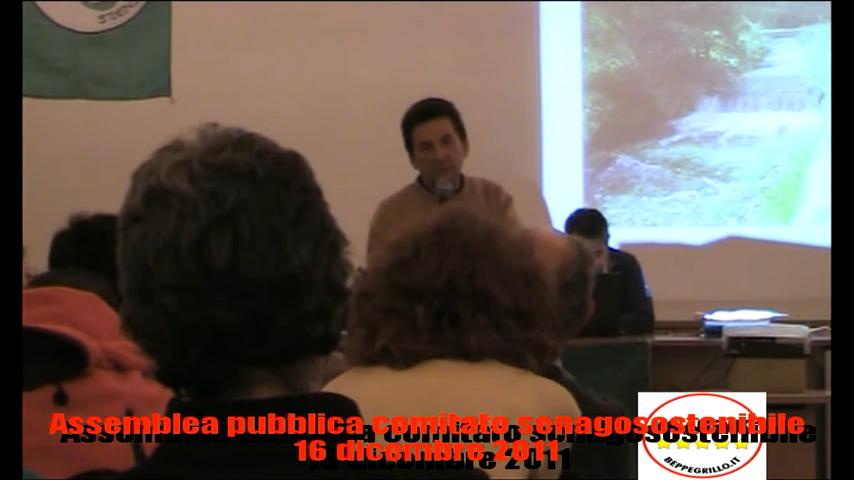 Assemblea pubblica comitato senagosostenibile
16 dicembre 2011
BEPPEGRILLO.IT